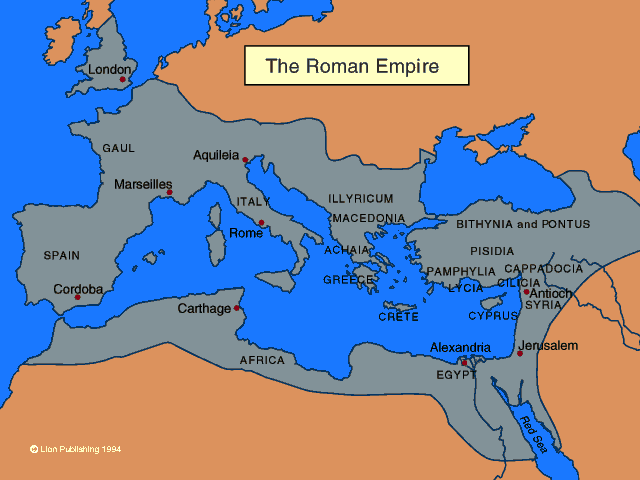 The Roman Empire
London
GAUL
Aquileia
Marseilles
ITALY
Rome
ILLYRICUM
MACEDONIA
BITHYNIA and PONTUS
ACHAIA
PISIDIA
SPAIN
GREECE
PAMPHYLIA
CAPPADOCIA
LYCIA
CILICIA
Antioch
Cordoba
Carthage
CRETE
CYPRUS
SYRIA
Alexandria
Jerusalem
AFRICA
EGYPT
Red Sea
© Lion Publishing 1994